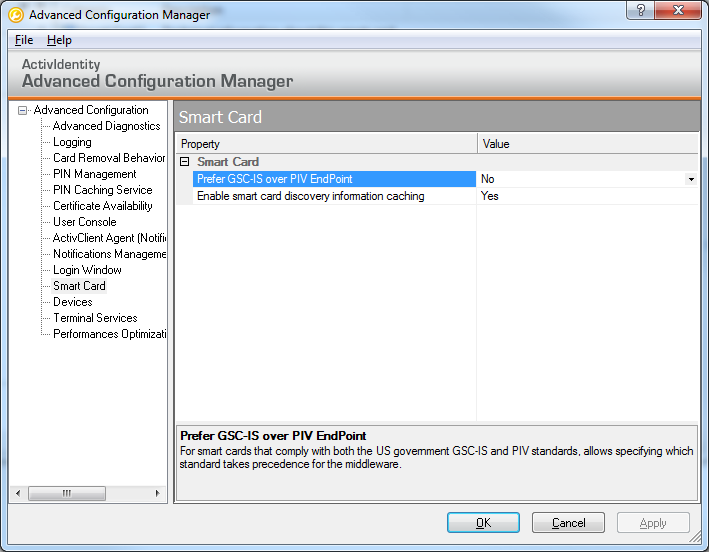 Advanced Configuration Manager
File Help
ActivIdentity
Advanced Configuration Manager
Advanced Configuration
Advanced Diagnostics
Logging
Card Removal Behavior
PIN Management
PIN Caching Service
Certificate Availability
User Console
ActivClient Agent (Notifi
Notifications Manageme
Login Window
Smart Card
Devices
Terminal Services
Performances Optimizati
Smart Card
Property Value
Smart Card
Prefer GSC-IS over PIV EndPoint No
Enable smart card discovery information caching Yes
Prefer GSC-IS over PIV EndPoint
For smart cards that comply with both the US government GSC-IS and PIV standards, allows specifying which
standard takes precedence for the middleware.
OK Cancel Apply